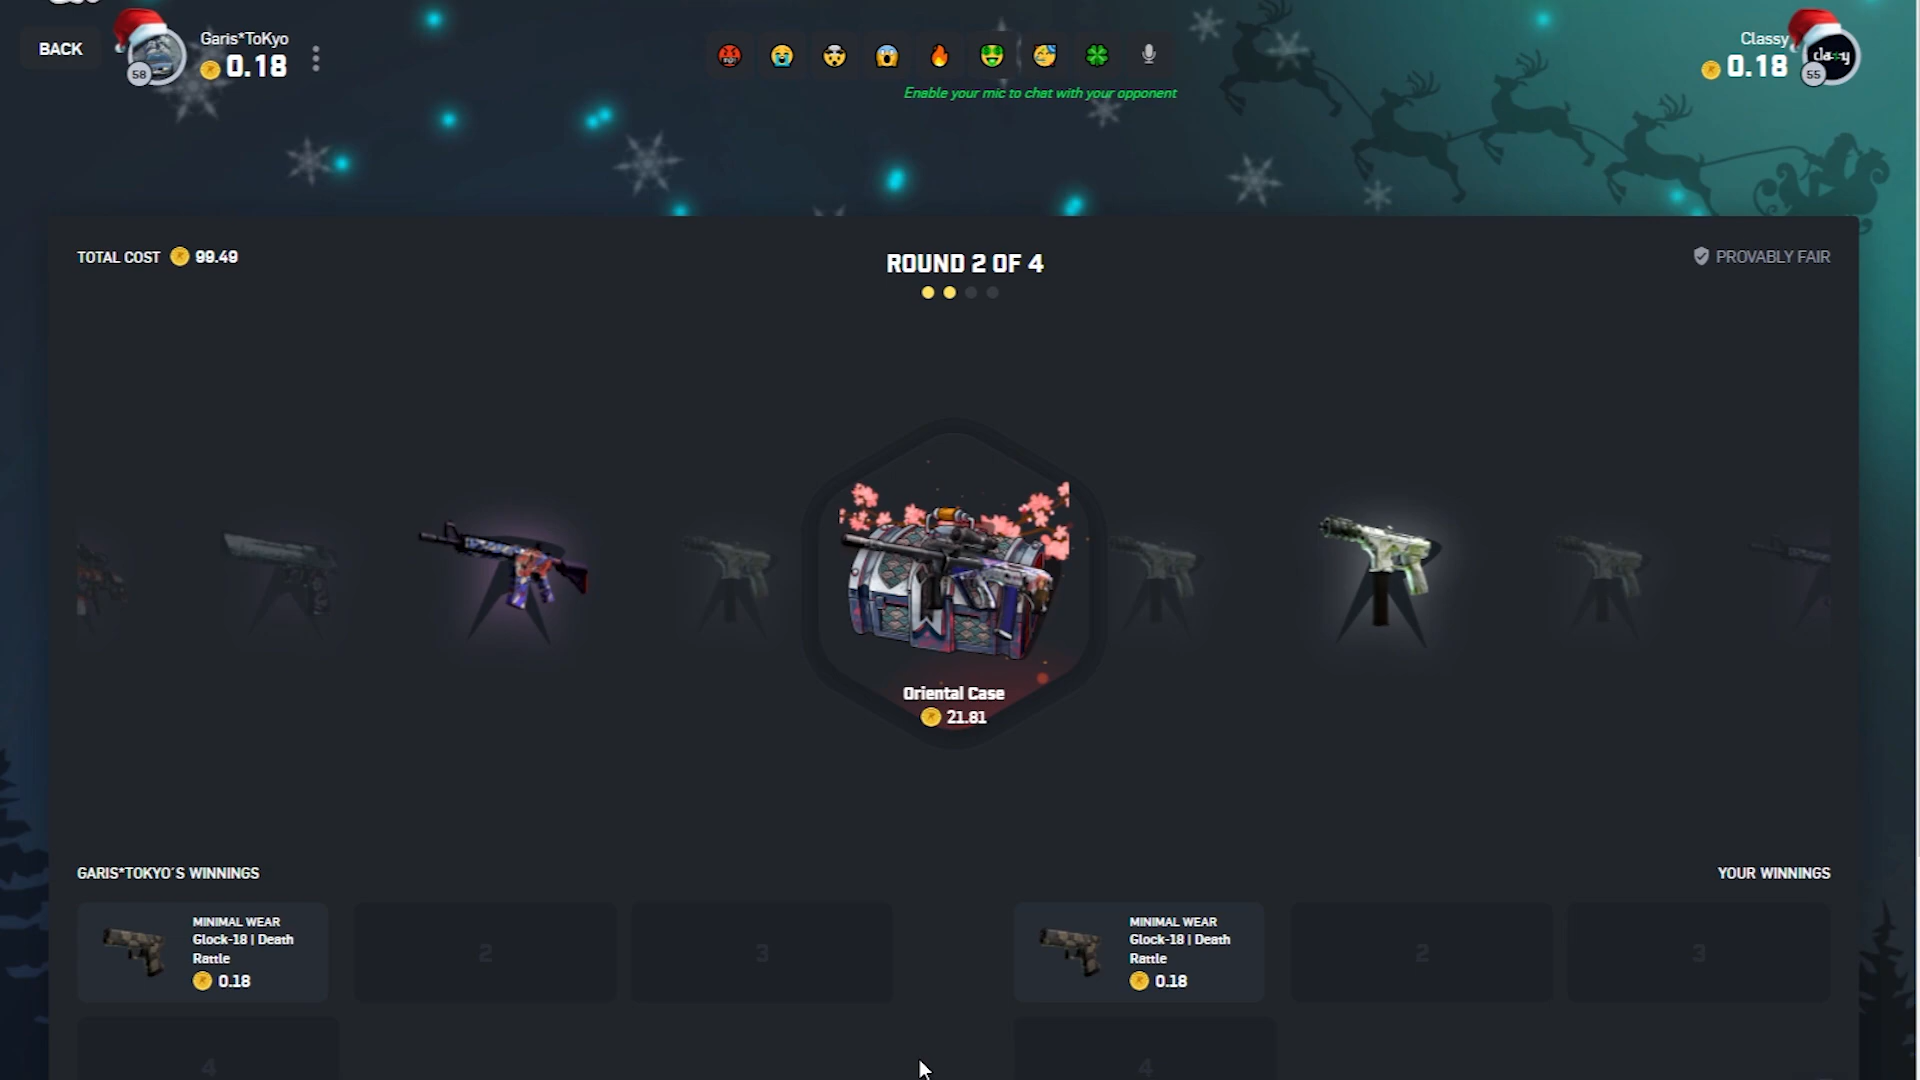 BACK
58
Garis*ToKyo
0.18
Enable your mic to chat with your opponent
Classy
0.18
classy
55
TOTAL COST 99.49
ROUND 2 OF 4
PROVABLY FAIR
Oriental Case
21.81
GARIS*TOKYO'S WINNINGS
YOUR WINNINGS
MINIMAL WEAR
Glock-18 | Death
Rattle
0.18
2
3
MINIMAL WEAR
Glock-18 | Death
Rattle
0.18
2
3
4
4